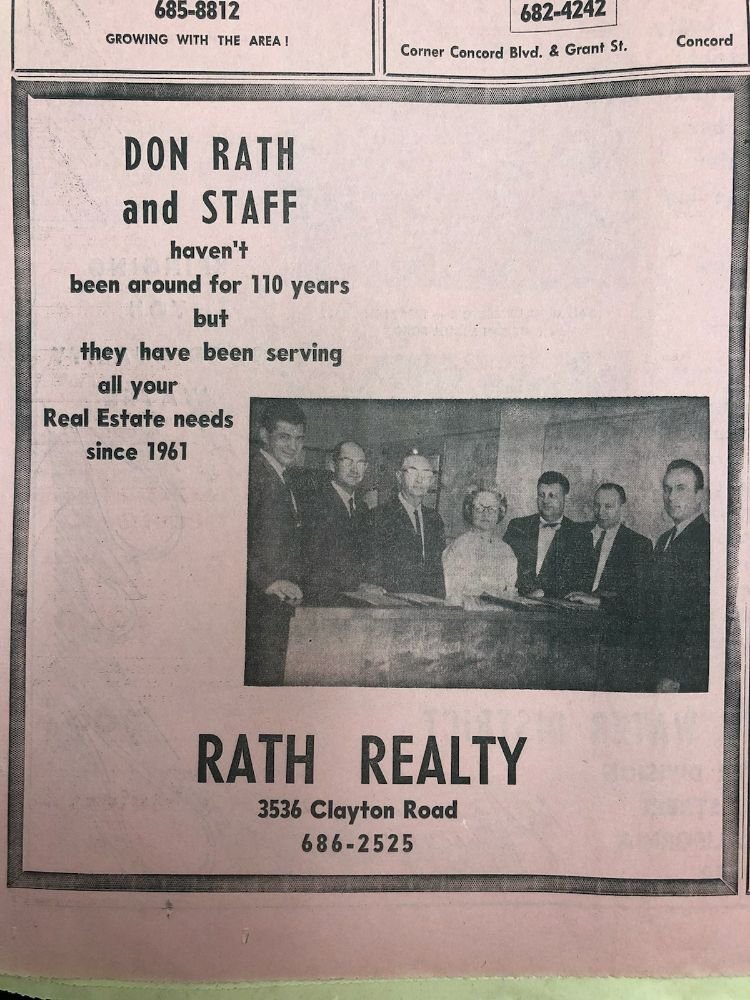 685-8812
GROWING WITH THE AREA!
682-4242
Corner Concord Blvd. & Grant St.
Concord
DON RATH
and STAFF
haven't
been around for 110 years
but
they have been serving
all your
Real Estate needs
since 1961
RATH REALTY
3536 Clayton Road
686-2525